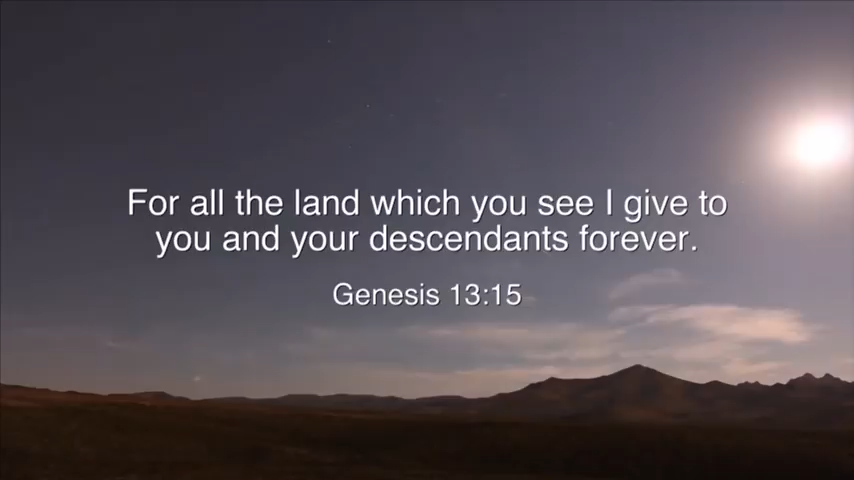 For all the land which you see I give to
you and your descendants forever.
Genesis 13:15